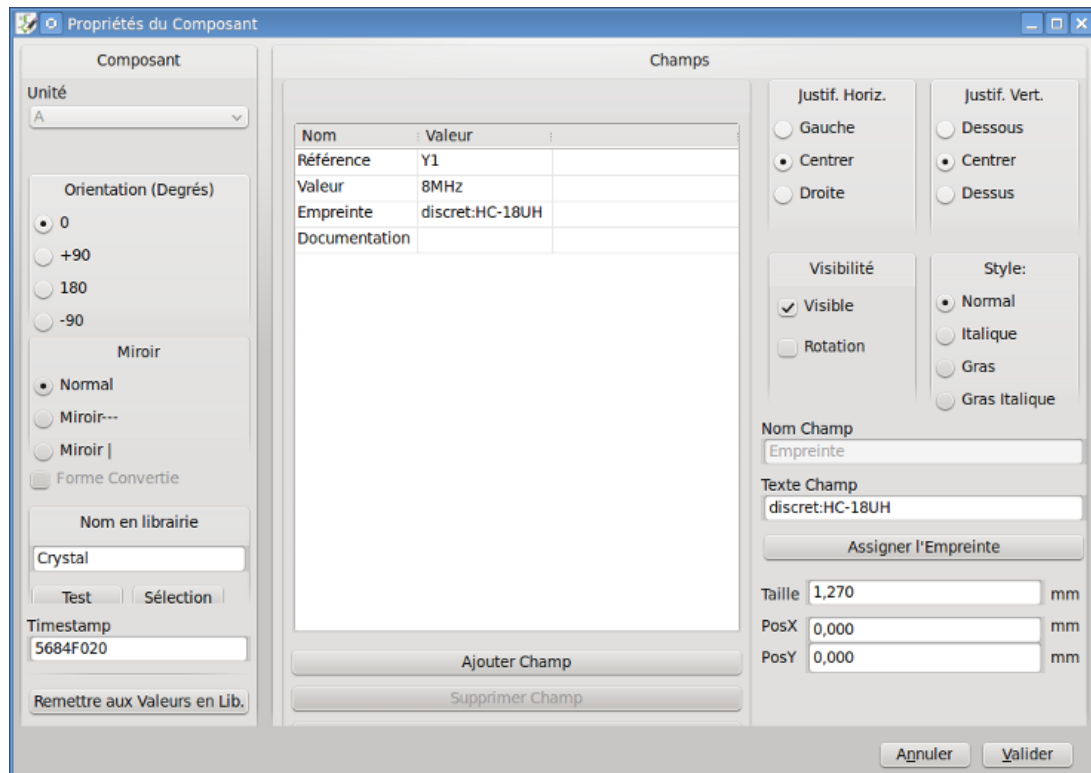 Propriétés du Composant
Composant
Unité
A
Orientation (Degrés)
0
+90
180
-90
Miroir
Normal
Miroir---
Miroir |
Forme Convertie
Nom en librairie
Crystal
Test
Sélection
Timestamp
5684F020
Remettre aux Valeurs en Lib.
Champs
Nom Valeur
Référence Y1
Valeur 8MHz
Empreinte discret:HC-18UH
Documentation
Ajouter Champ
Supprimer Champ
Justif. Horiz.
Gauche
Centrer
Droite
Justif. Vert.
Dessous
Centrer
Dessus
Visibilité
Visible
Rotation
Style:
Normal
Italique
Gras
Gras Italique
Nom Champ
Empreinte
Texte Champ
discret:HC-18UH
Assigner l'Empreinte
Taille 1,270 mm
PosX 0,000 mm
PosY 0,000 mm
Annuler
Valider